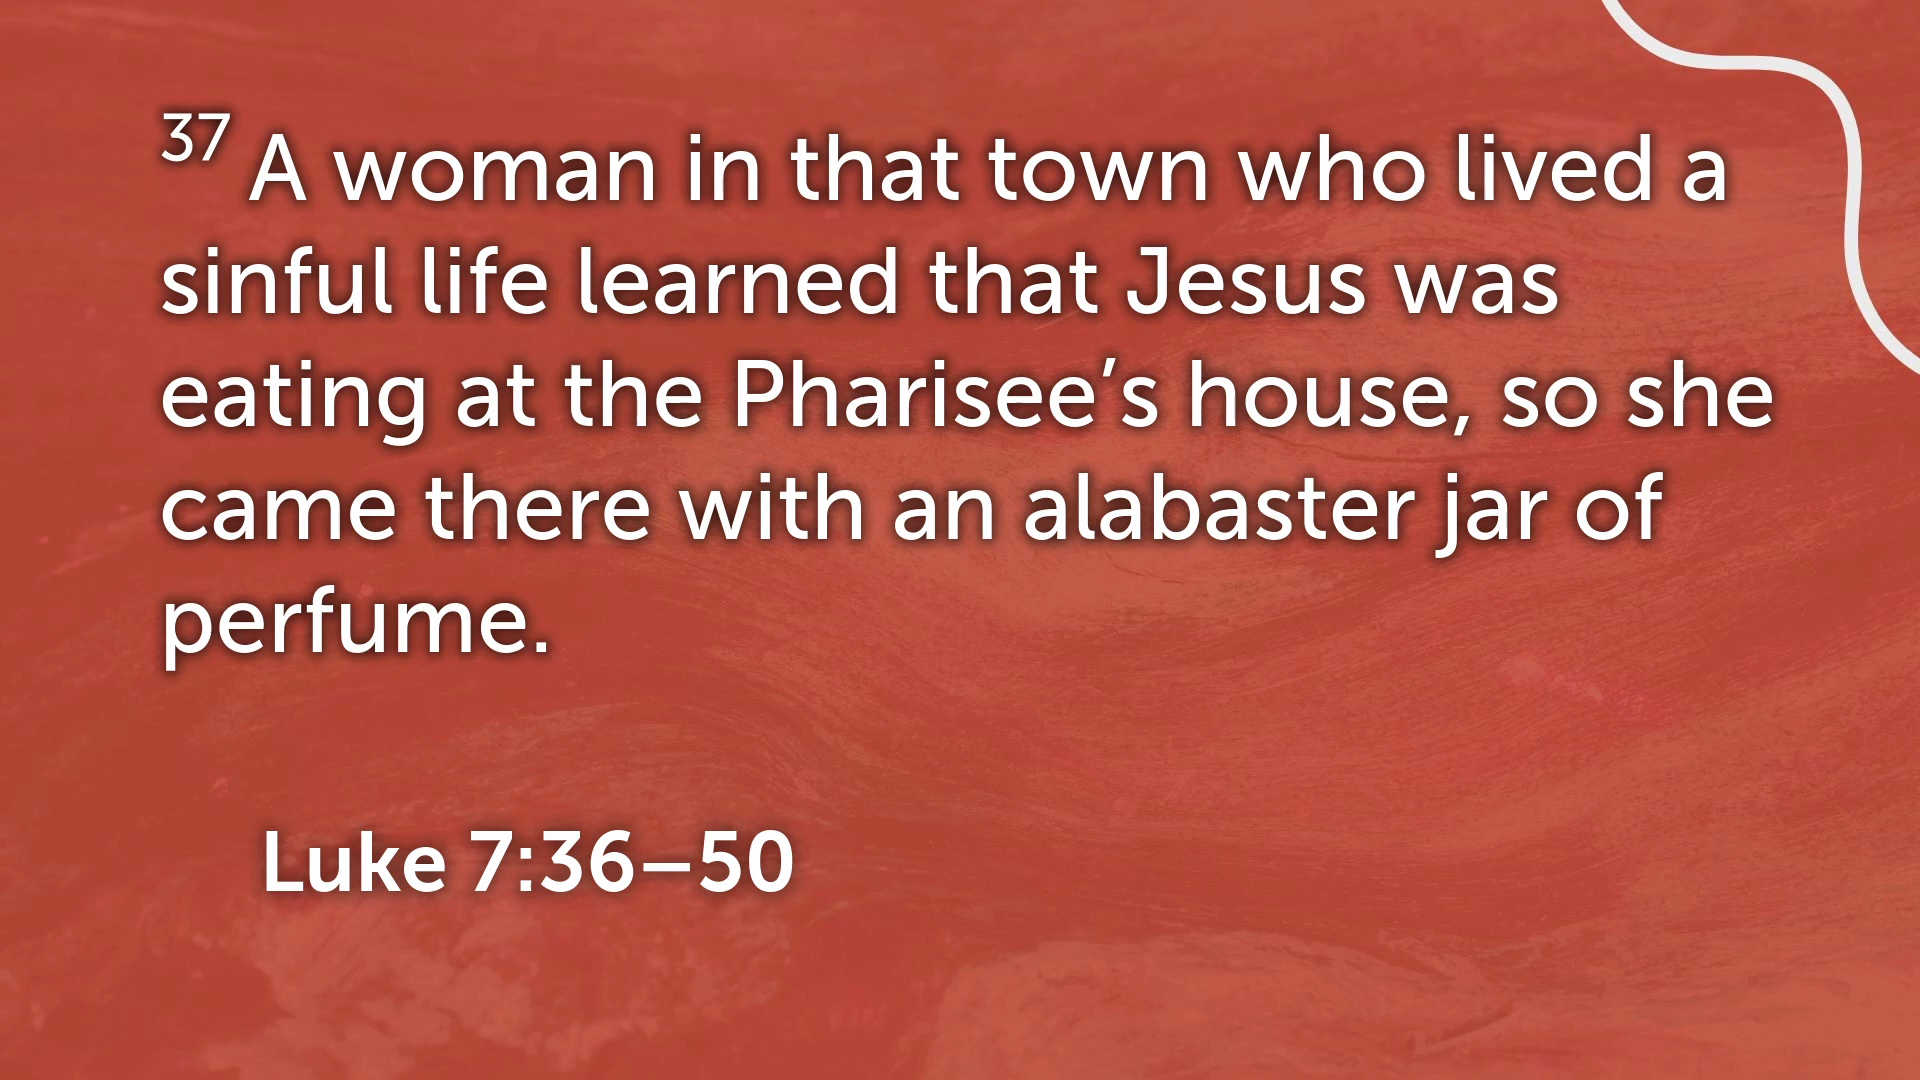 37 A woman in that town who lived a
sinful life learned that Jesus was
eating at the Pharisee’s house, so she
came there with an alabaster jar of
perfume.
Luke 7:36–50